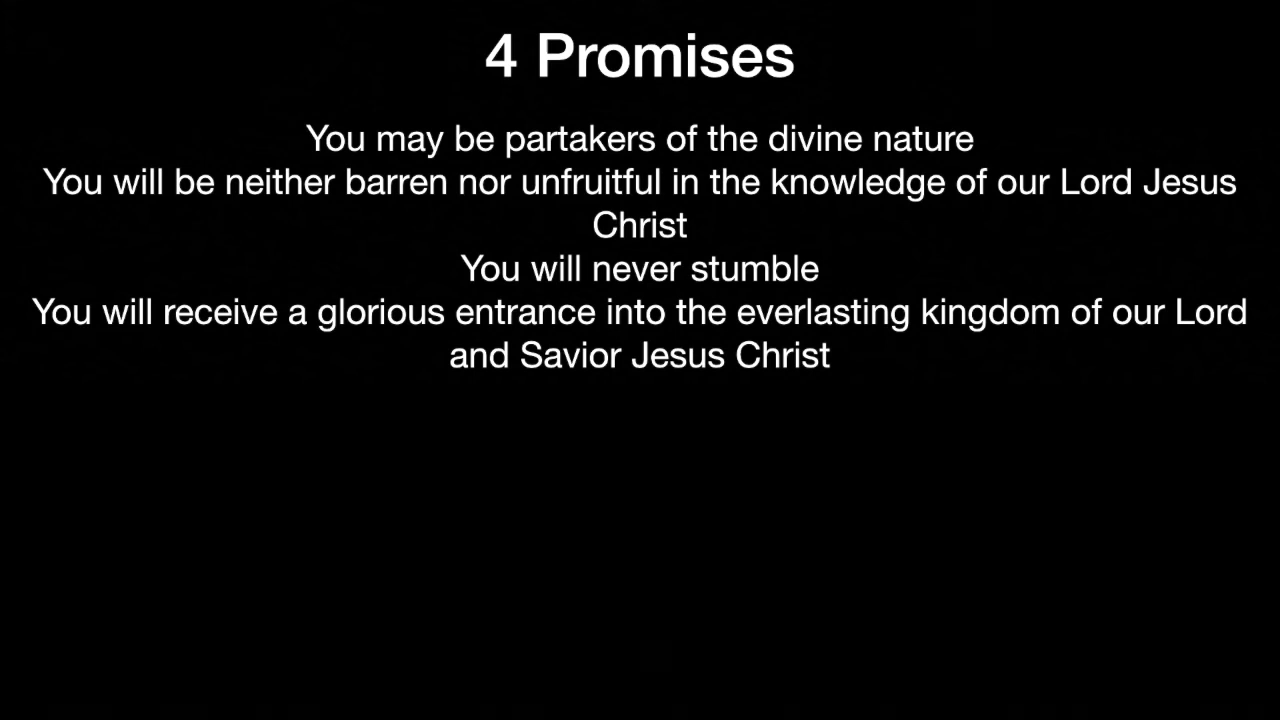 4 Promises
You may be partakers of the divine nature
You will be neither barren nor unfruitful in the knowledge of our Lord Jesus
Christ
You will never stumble
You will receive a glorious entrance into the everlasting kingdom of our Lord
and Savior Jesus Christ